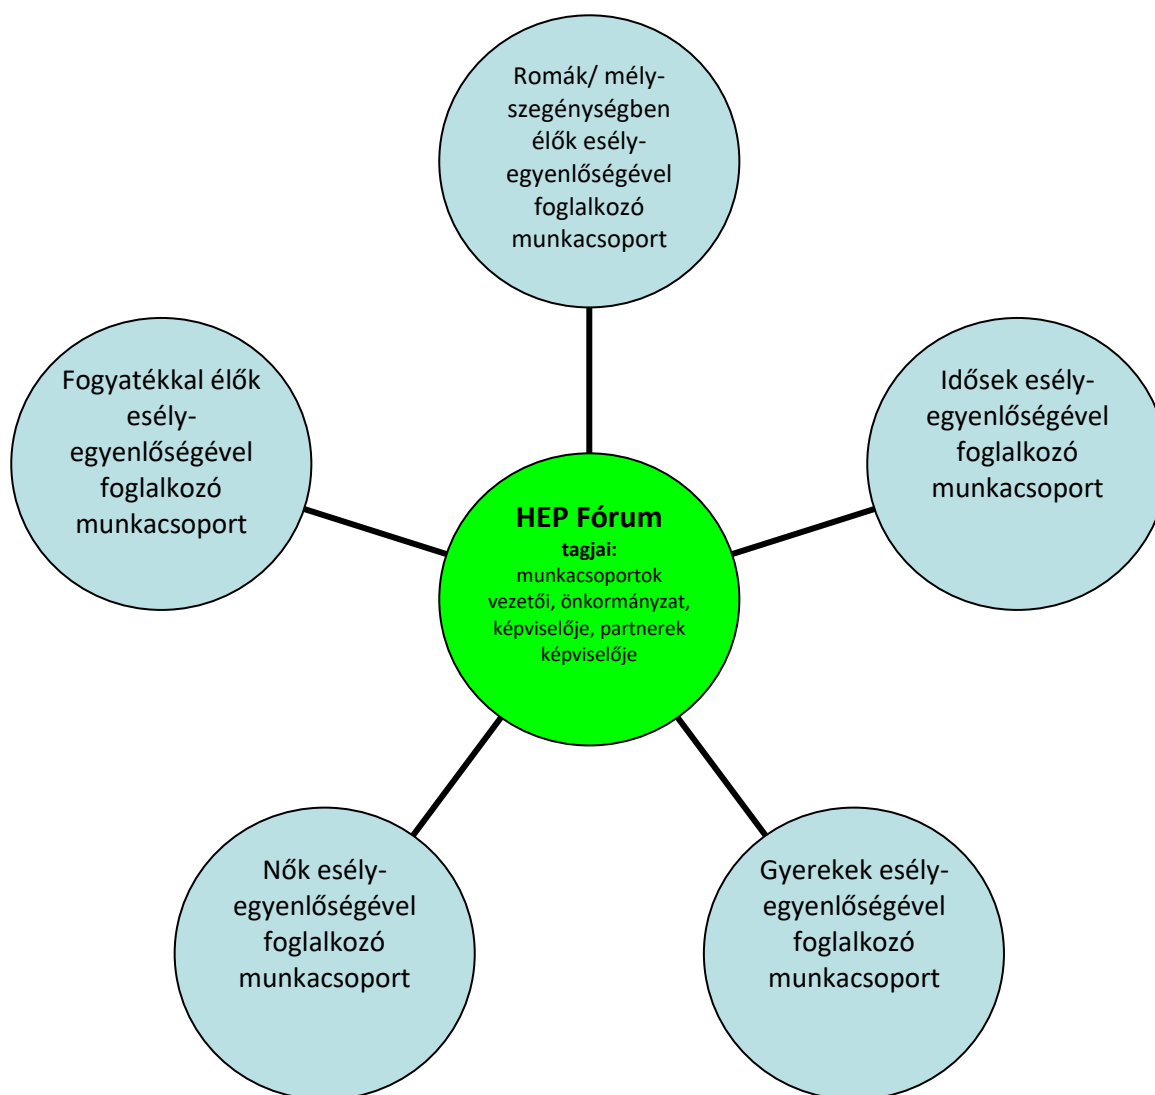 Romák/ mély-
szegénységben
élők esély-
egyenlőségével
foglalkozó
munkacsoport
Fogyatékkal élők
esély-
egyenlőségével
foglalkozó
munkacsoport
Idősek esély-
egyenlőségével
foglalkozó
munkacsoport
HEP Fórum
tagjai:
munkacsoportok
vezetői, önkormányzat,
képviselője, partnerek
képviselője
Nők esély-
egyenlőségével
foglalkozó
munkacsoport
Gyerekek esély-
egyenlőségével
foglalkozó
munkacsoport